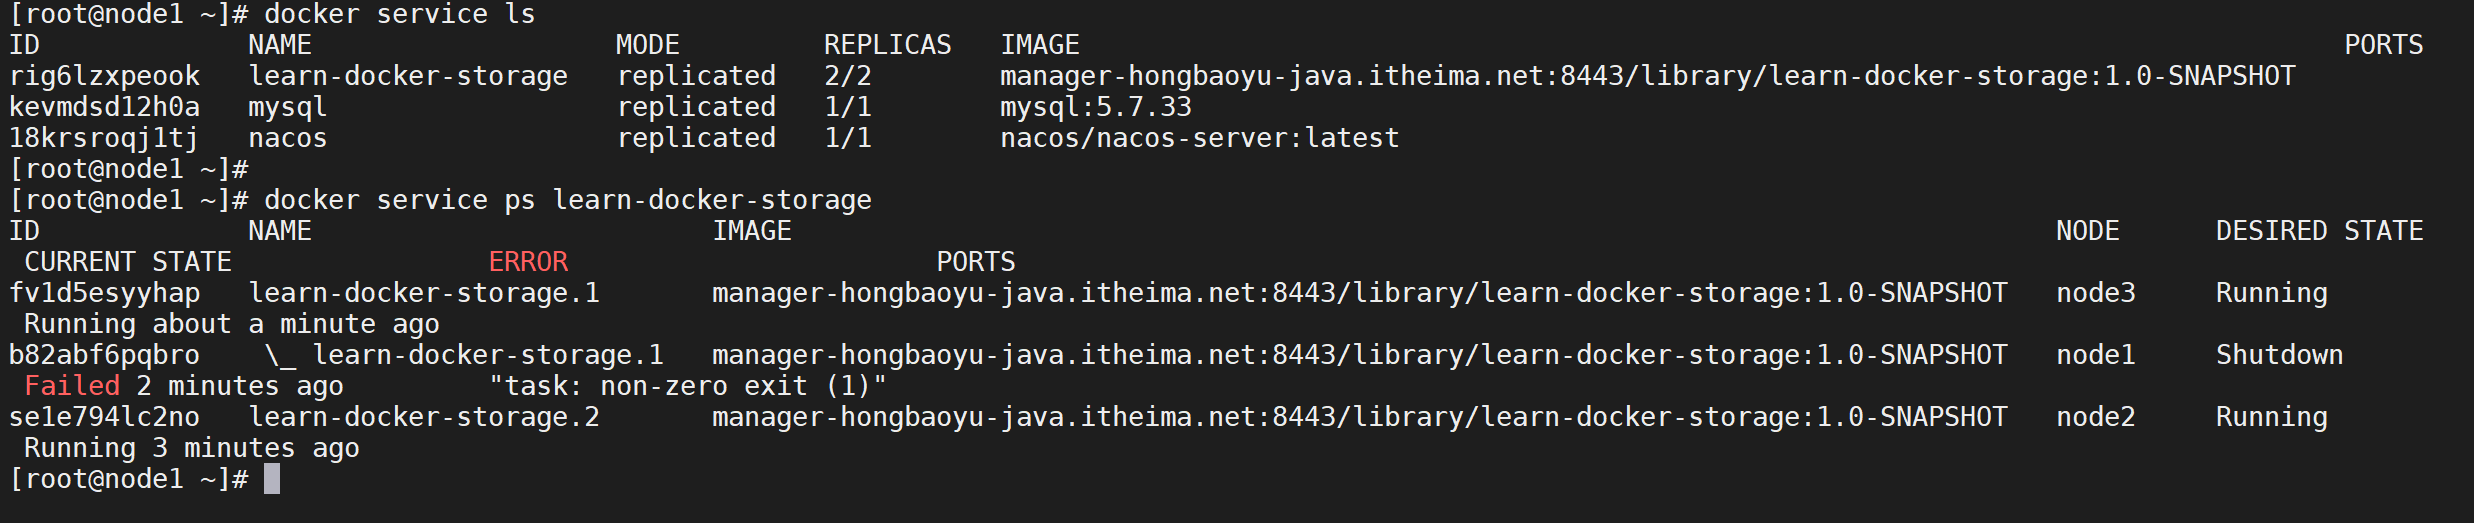 [root@node1 ~]# docker service ls
ID             NAME                   MODE         REPLICAS   IMAGE                                                                               PORTS
rig6lzxpeook   learn-docker-storage   replicated   2/2        manager-hongbaoyu-java.itheima.net:8443/library/learn-docker-storage:1.0-SNAPSHOT
kevmdsd12h0a   mysql                  replicated   1/1        mysql:5.7.33
18krsroqj1tj   nacos                  replicated   1/1        nacos/nacos-server:latest
[root@node1 ~]#
[root@node1 ~]# docker service ps learn-docker-storage
ID             NAME                         IMAGE                                                                               NODE      DESIRED STATE
 CURRENT STATE                ERROR                       PORTS
fv1d5esyyhap   learn-docker-storage.1       manager-hongbaoyu-java.itheima.net:8443/library/learn-docker-storage:1.0-SNAPSHOT   node3     Running
 Running about a minute ago
b82abf6pqbro    \_ learn-docker-storage.1   manager-hongbaoyu-java.itheima.net:8443/library/learn-docker-storage:1.0-SNAPSHOT   node1     Shutdown
 Failed 2 minutes ago         "task: non-zero exit (1)"
se1e794lc2no   learn-docker-storage.2       manager-hongbaoyu-java.itheima.net:8443/library/learn-docker-storage:1.0-SNAPSHOT   node2     Running
 Running 3 minutes ago
[root@node1 ~]#